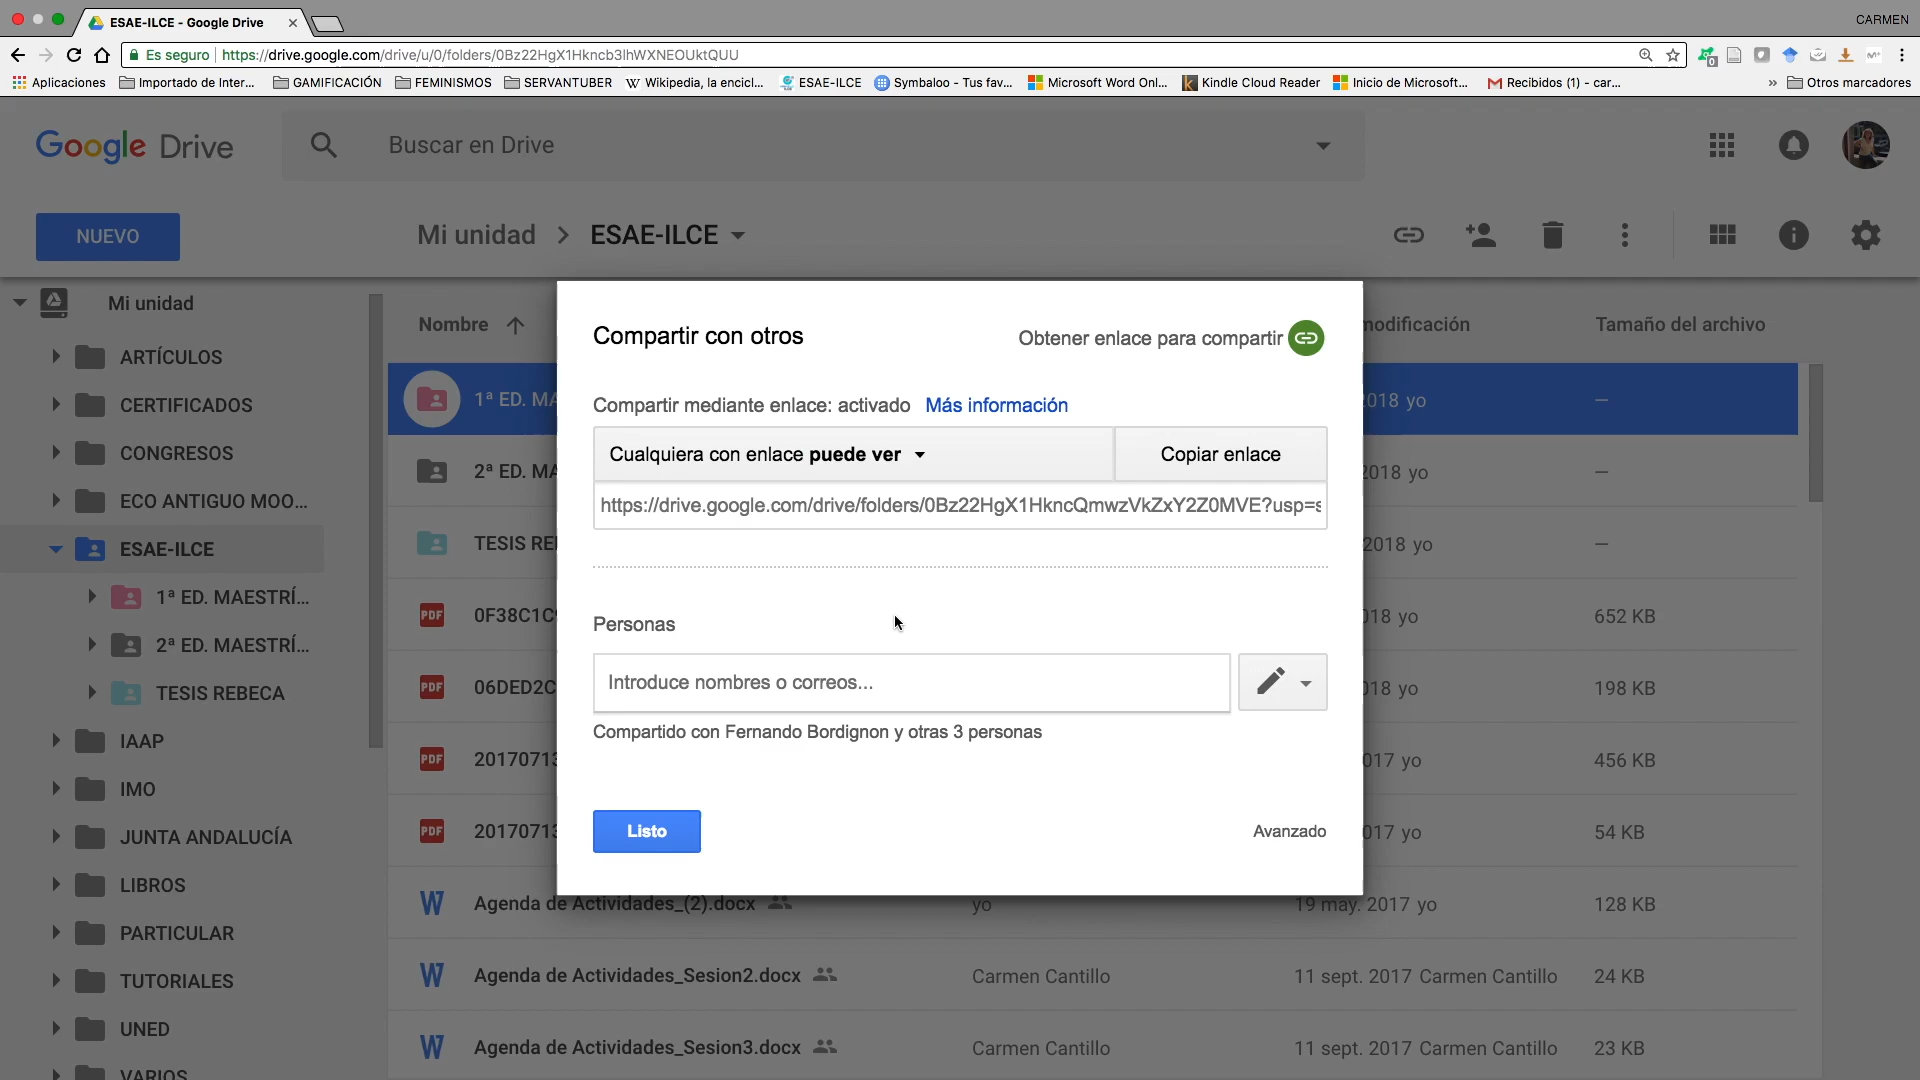 ESAE-ILCE - Google Drive
CARMEN
Es seguro https://drive.google.com/drive/u/0/folders/0Bz22HgX1Hkncb3lhWXNEOUktQUU
Aplicaciones Importado de Inter... GAMIFICACIÓN FEMINISMOS SERVANTUBER Wikipedia, la encicl... ESAE-ILCE Symbaloo - Tus fav... Microsoft Word Onl... Kindle Cloud Reader Inicio de Microsoft... Recibidos (1) - car... » Otros marcadores
Google Drive Buscar en Drive
NUEVO Mi unidad > ESAE-ILCE
Mi unidad
ARTÍCULOS
CERTIFICADOS
CONGRESOS
ECO ANTIGUO MOO...
ESAE-ILCE
1ª ED. MAESTRÍ...
2ª ED. MAESTRÍ...
TESIS REBECA
IAAP
IMO
JUNTA ANDALUCÍA
LIBROS
PARTICULAR
TUTORIALES
UNED
VARIOS
Nombre modificación Tamaño del archivo
1ª ED. MA 2018 yo —
2ª ED. MA 2018 yo —
TESIS RE 2018 yo —
PDF 0F38C1C 018 yo 652 KB
PDF 06DED2C 018 yo 198 KB
PDF 2017071 017 yo 456 KB
PDF 2017071 017 yo 54 KB
W Agenda de Actividades_(2).docx yo 19 may. 2017 yo 128 KB
W Agenda de Actividades_Sesion2.docx Carmen Cantillo 11 sept. 2017 Carmen Cantillo 24 KB
W Agenda de Actividades_Sesion3.docx Carmen Cantillo 11 sept. 2017 Carmen Cantillo 23 KB
Compartir con otros Obtener enlace para compartir
Compartir mediante enlace: activado Más información
Cualquiera con enlace puede ver Copiar enlace
https://drive.google.com/drive/folders/0Bz22HgX1HkncQmwzVkZxY2Z0MVE?usp=s
Personas
Introduce nombres o correos...
Compartido con Fernando Bordignon y otras 3 personas
Listo Avanzado